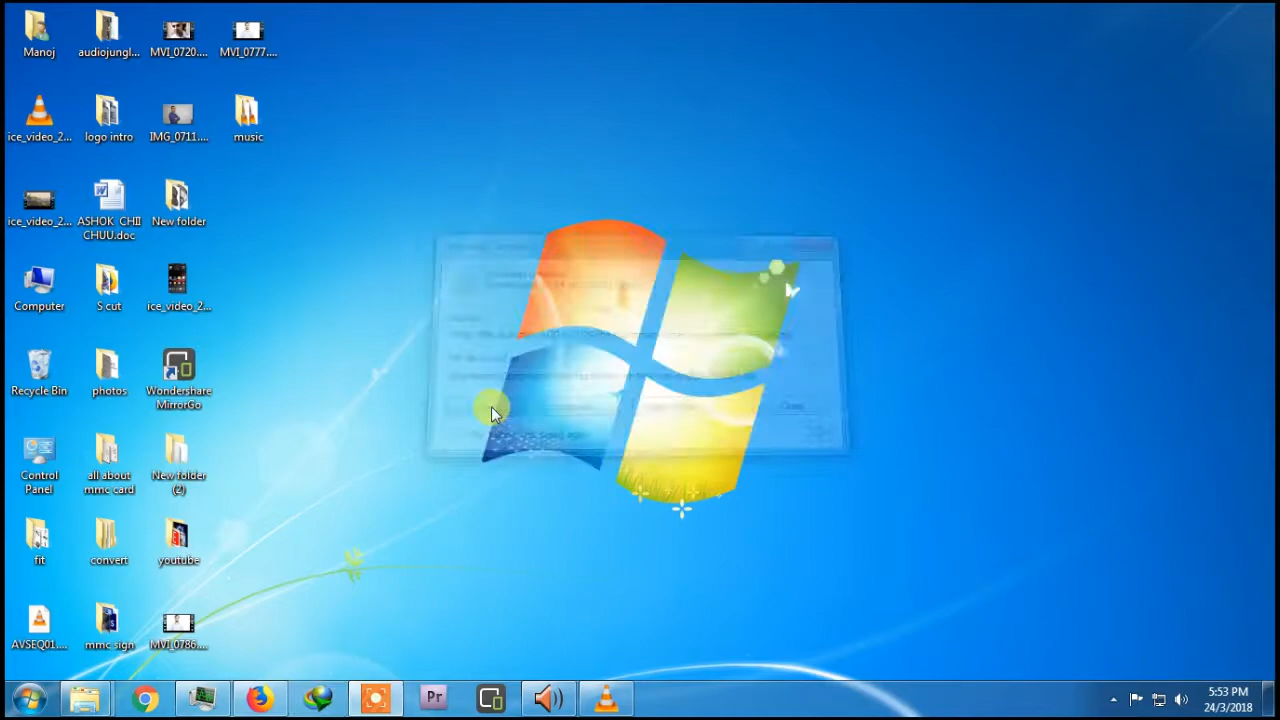 Manoj
audiojungl...
MVI_0720....
MVI_0777....
ice_video_2...
logo intro
IMG_0711....
music
ice_video_2...
ASHOK CHII
CHUU.doc
New folder
Computer
S cut
ice_video_2...
Recycle Bin
photos
Wondershare
MirrorGo
Control
Panel
all about
mmc card
New folder
(2)
fit
convert
youtube
AVSEQ01....
mmc sign
MVI_0786....
Pr
5:53 PM
24/3/2018